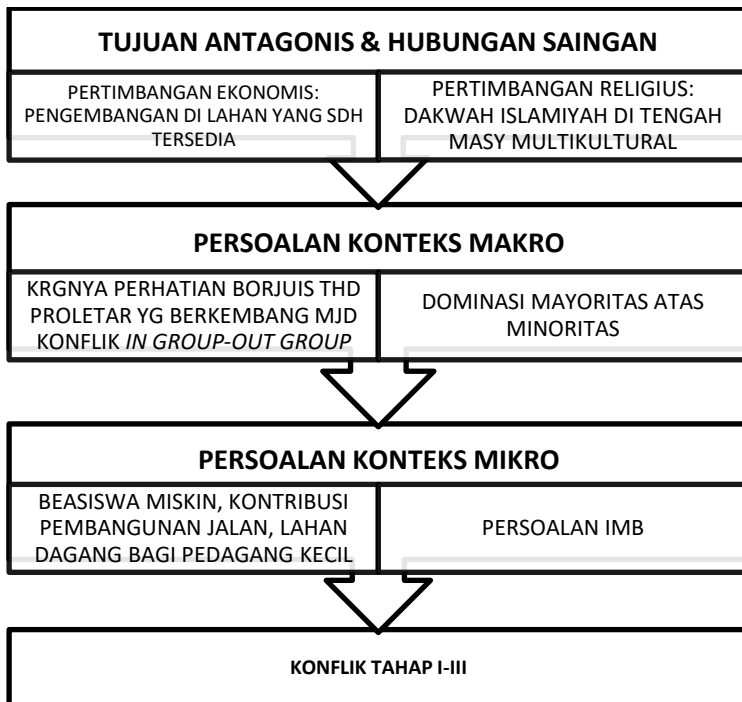 TUJUAN ANTAGONIS & HUBUNGAN SAINGAN
PERTIMBANGAN EKONOMIS:
PENGEMBANGAN DI LAHAN YANG SDH
TERSEDIA
PERTIMBANGAN RELIGIUS:
DAKWAH ISLAMIYAH DI TENGAH
MASY MULTIKULTURAL
PERSOALAN KONTEKS MAKRO
KRGNYA PERHATIAN BORJUIS THD
PROLETAR YG BERKEMBANG MJD
KONFLIK IN GROUP-OUT GROUP
DOMINASI MAYORITAS ATAS
MINORITAS
PERSOALAN KONTEKS MIKRO
BEASISWA MISKIN, KONTRIBUSI
PEMBANGUNAN JALAN, LAHAN
DAGANG BAGI PEDAGANG KECIL
PERSOALAN IMB
KONFLIK TAHAP I-III